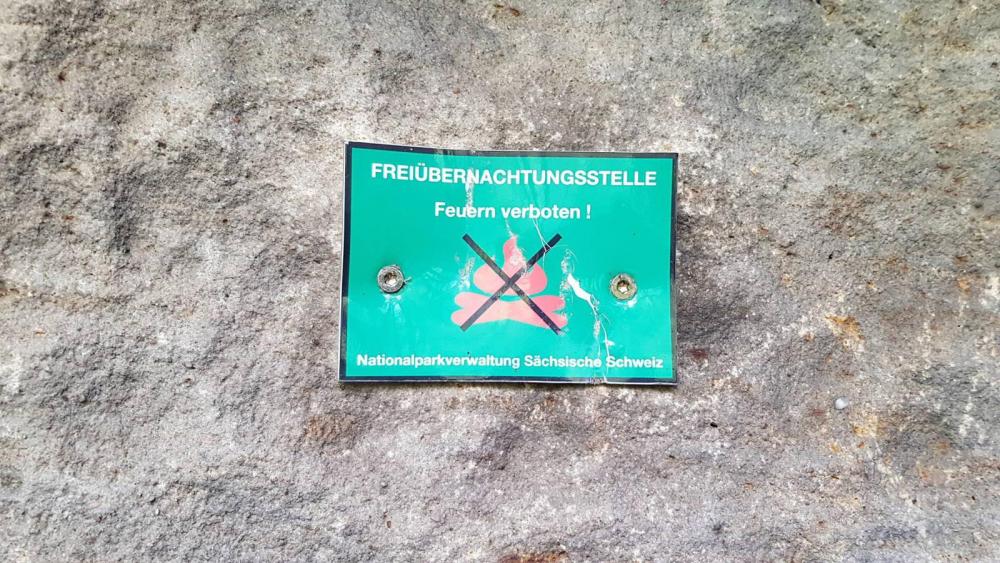 FREIÜBERNACHTUNGSSTELLE
Feuern verboten !
Nationalparkverwaltung Sächsische Schweiz